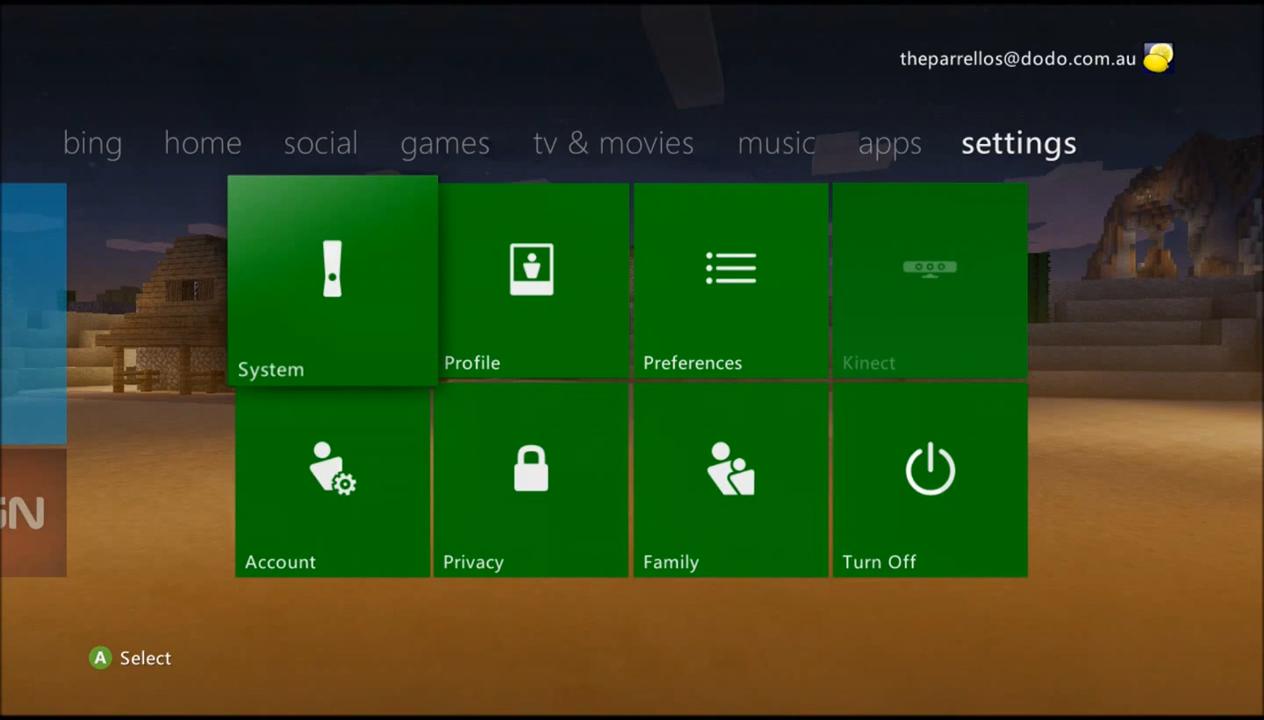 theparrellos@dodo.com.au
bing home social games tv & movies music apps settings
System Profile Preferences Kinect
GN
Account Privacy Family Turn Off
A Select